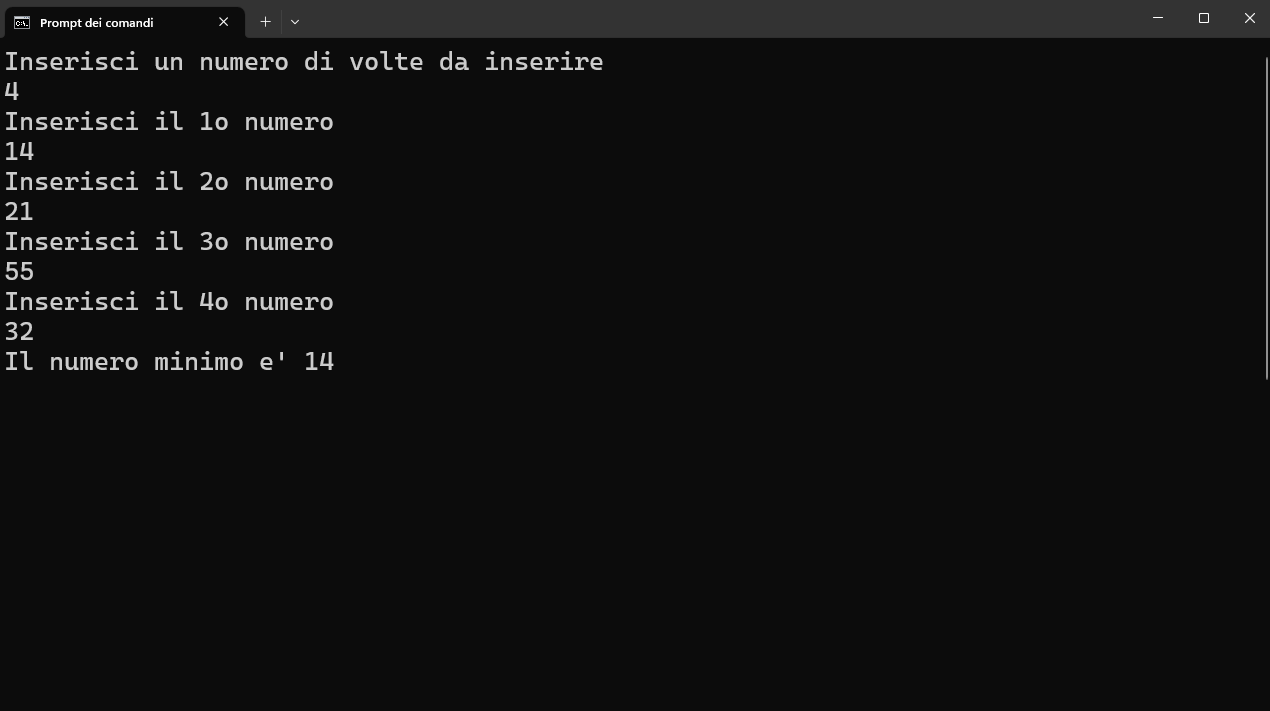 Prompt dei comandi
Inserisci un numero di volte da inserire
4
Inserisci il 1o numero
14
Inserisci il 2o numero
21
Inserisci il 3o numero
55
Inserisci il 4o numero
32
Il numero minimo e' 14